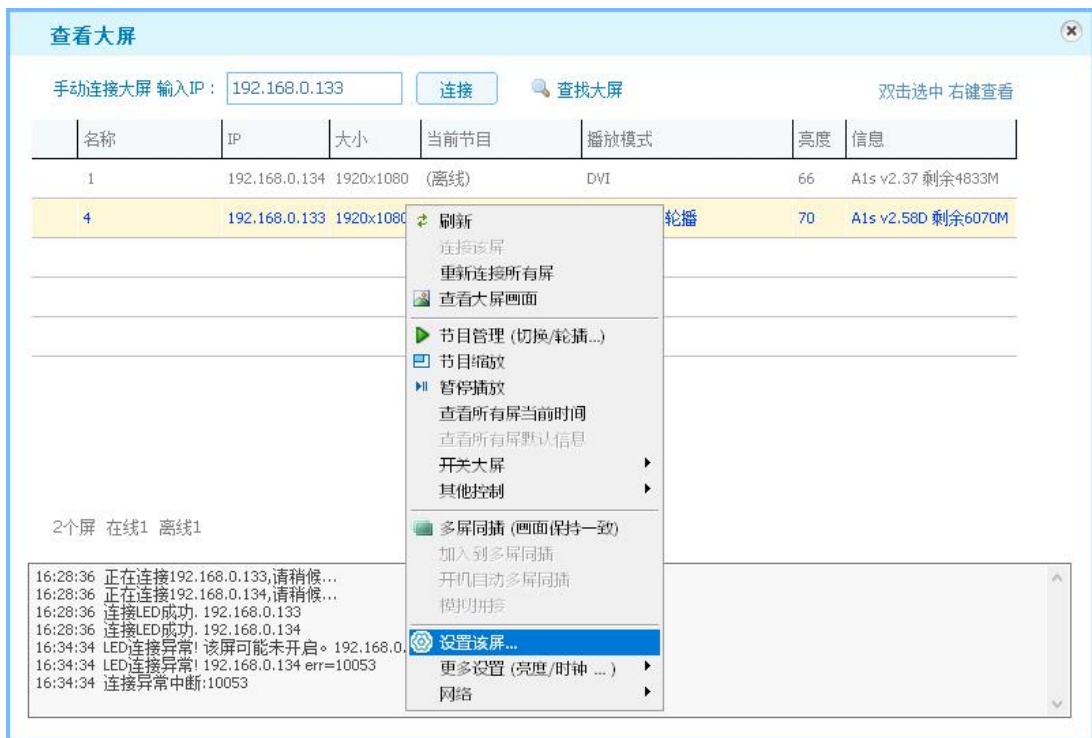 查看大屏
手动连接大屏 输入IP： 192.168.0.133 连接 查找大屏 双击选中 右键查看
名称 IP 大小 当前节目 播放模式 亮度 信息
1 192.168.0.134 1920x1080 (离线) DVI 66 A1s v2.37 剩余4833M
4 192.168.0.133 1920x1080 轮播 70 A1s v2.58D 剩余6070M
刷新
连接该屏
重新连接所有屏
查看大屏画面
节目管理 (切换/轮播...)
节目缩放
暂停播放
查看所有屏当前时间
查看所有屏默认信息
开关大屏
其他控制
多屏同播 (画面保持一致)
加入到多屏同播
开机自动多屏同播
模拟拼接
设置该屏...
更多设置 (亮度/时钟 ... )
网络
2个屏 在线1 离线1
16:28:36 正在连接192.168.0.133,请稍候...
16:28:36 正在连接192.168.0.134,请稍候...
16:28:36 连接LED成功. 192.168.0.133
16:28:36 连接LED成功. 192.168.0.134
16:34:34 LED连接异常! 该屏可能未开启。192.168.0.
16:34:34 LED连接异常! 192.168.0.134 err=10053
16:34:34 连接异常中断:10053